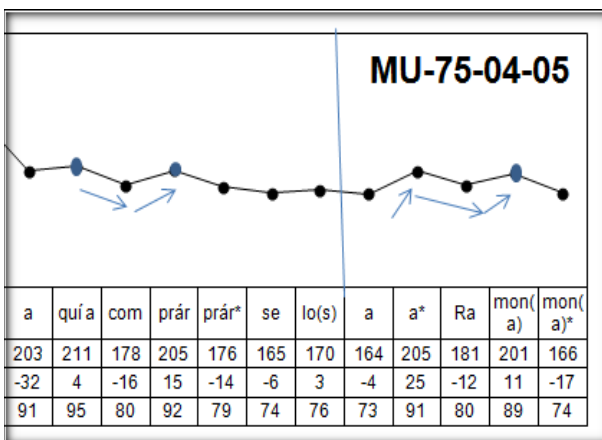 MU-75-04-05
a quí a com prár prár* se lo(s) a a* Ra mon(a) mon(a)*
203 211 178 205 176 165 170 164 205 181 201 166
-32 4 -16 15 -14 -6 3 -4 25 -12 11 -17
91 95 80 92 79 74 76 73 91 80 89 74